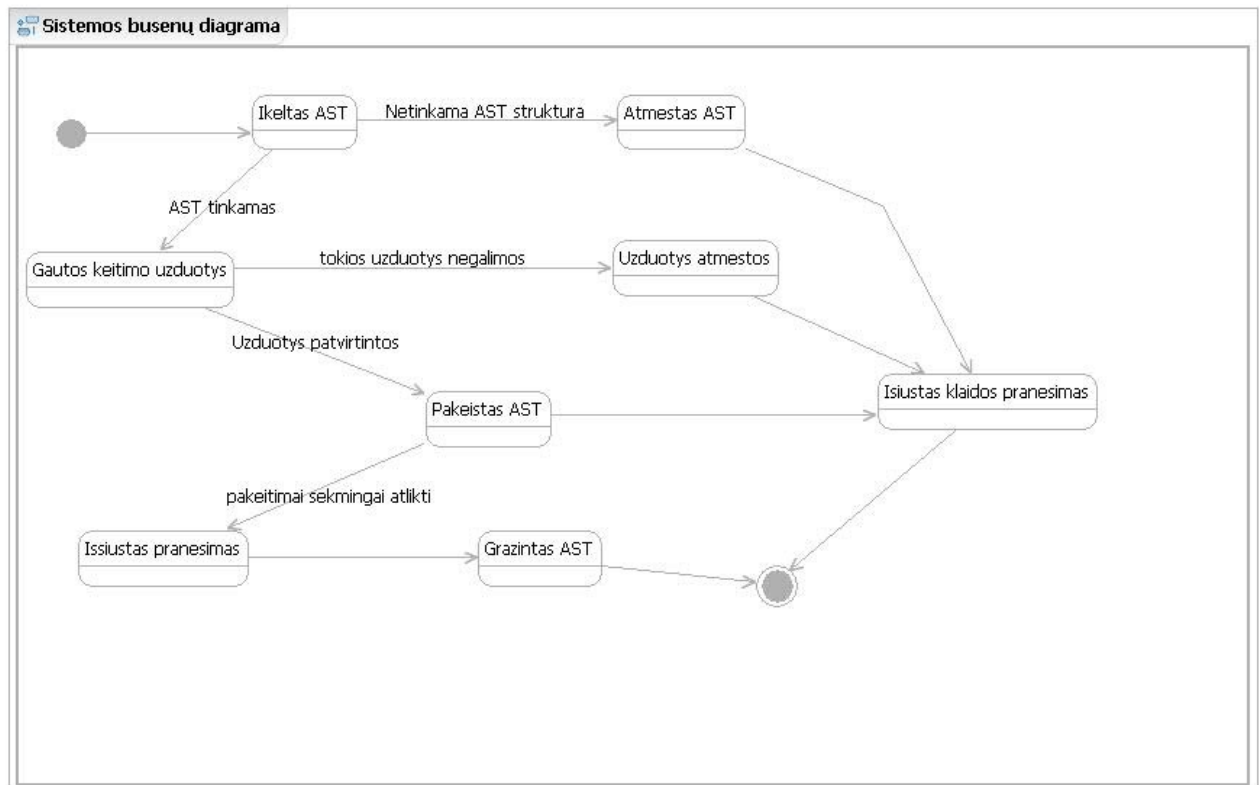 Sistemos busenų diagrama
Ikeltas AST
Netinkama AST struktura
Atmestas AST
AST tinkamas
Gautos keitimo uzduotys
tokios uzduotys negalimos
Uzduotys atmestos
Uzduotys patvirtintos
Pakeistas AST
Isiustas klaidos pranesimas
pakeitimai sekmingai atlikti
Issiustas pranesimas
Grazintas AST